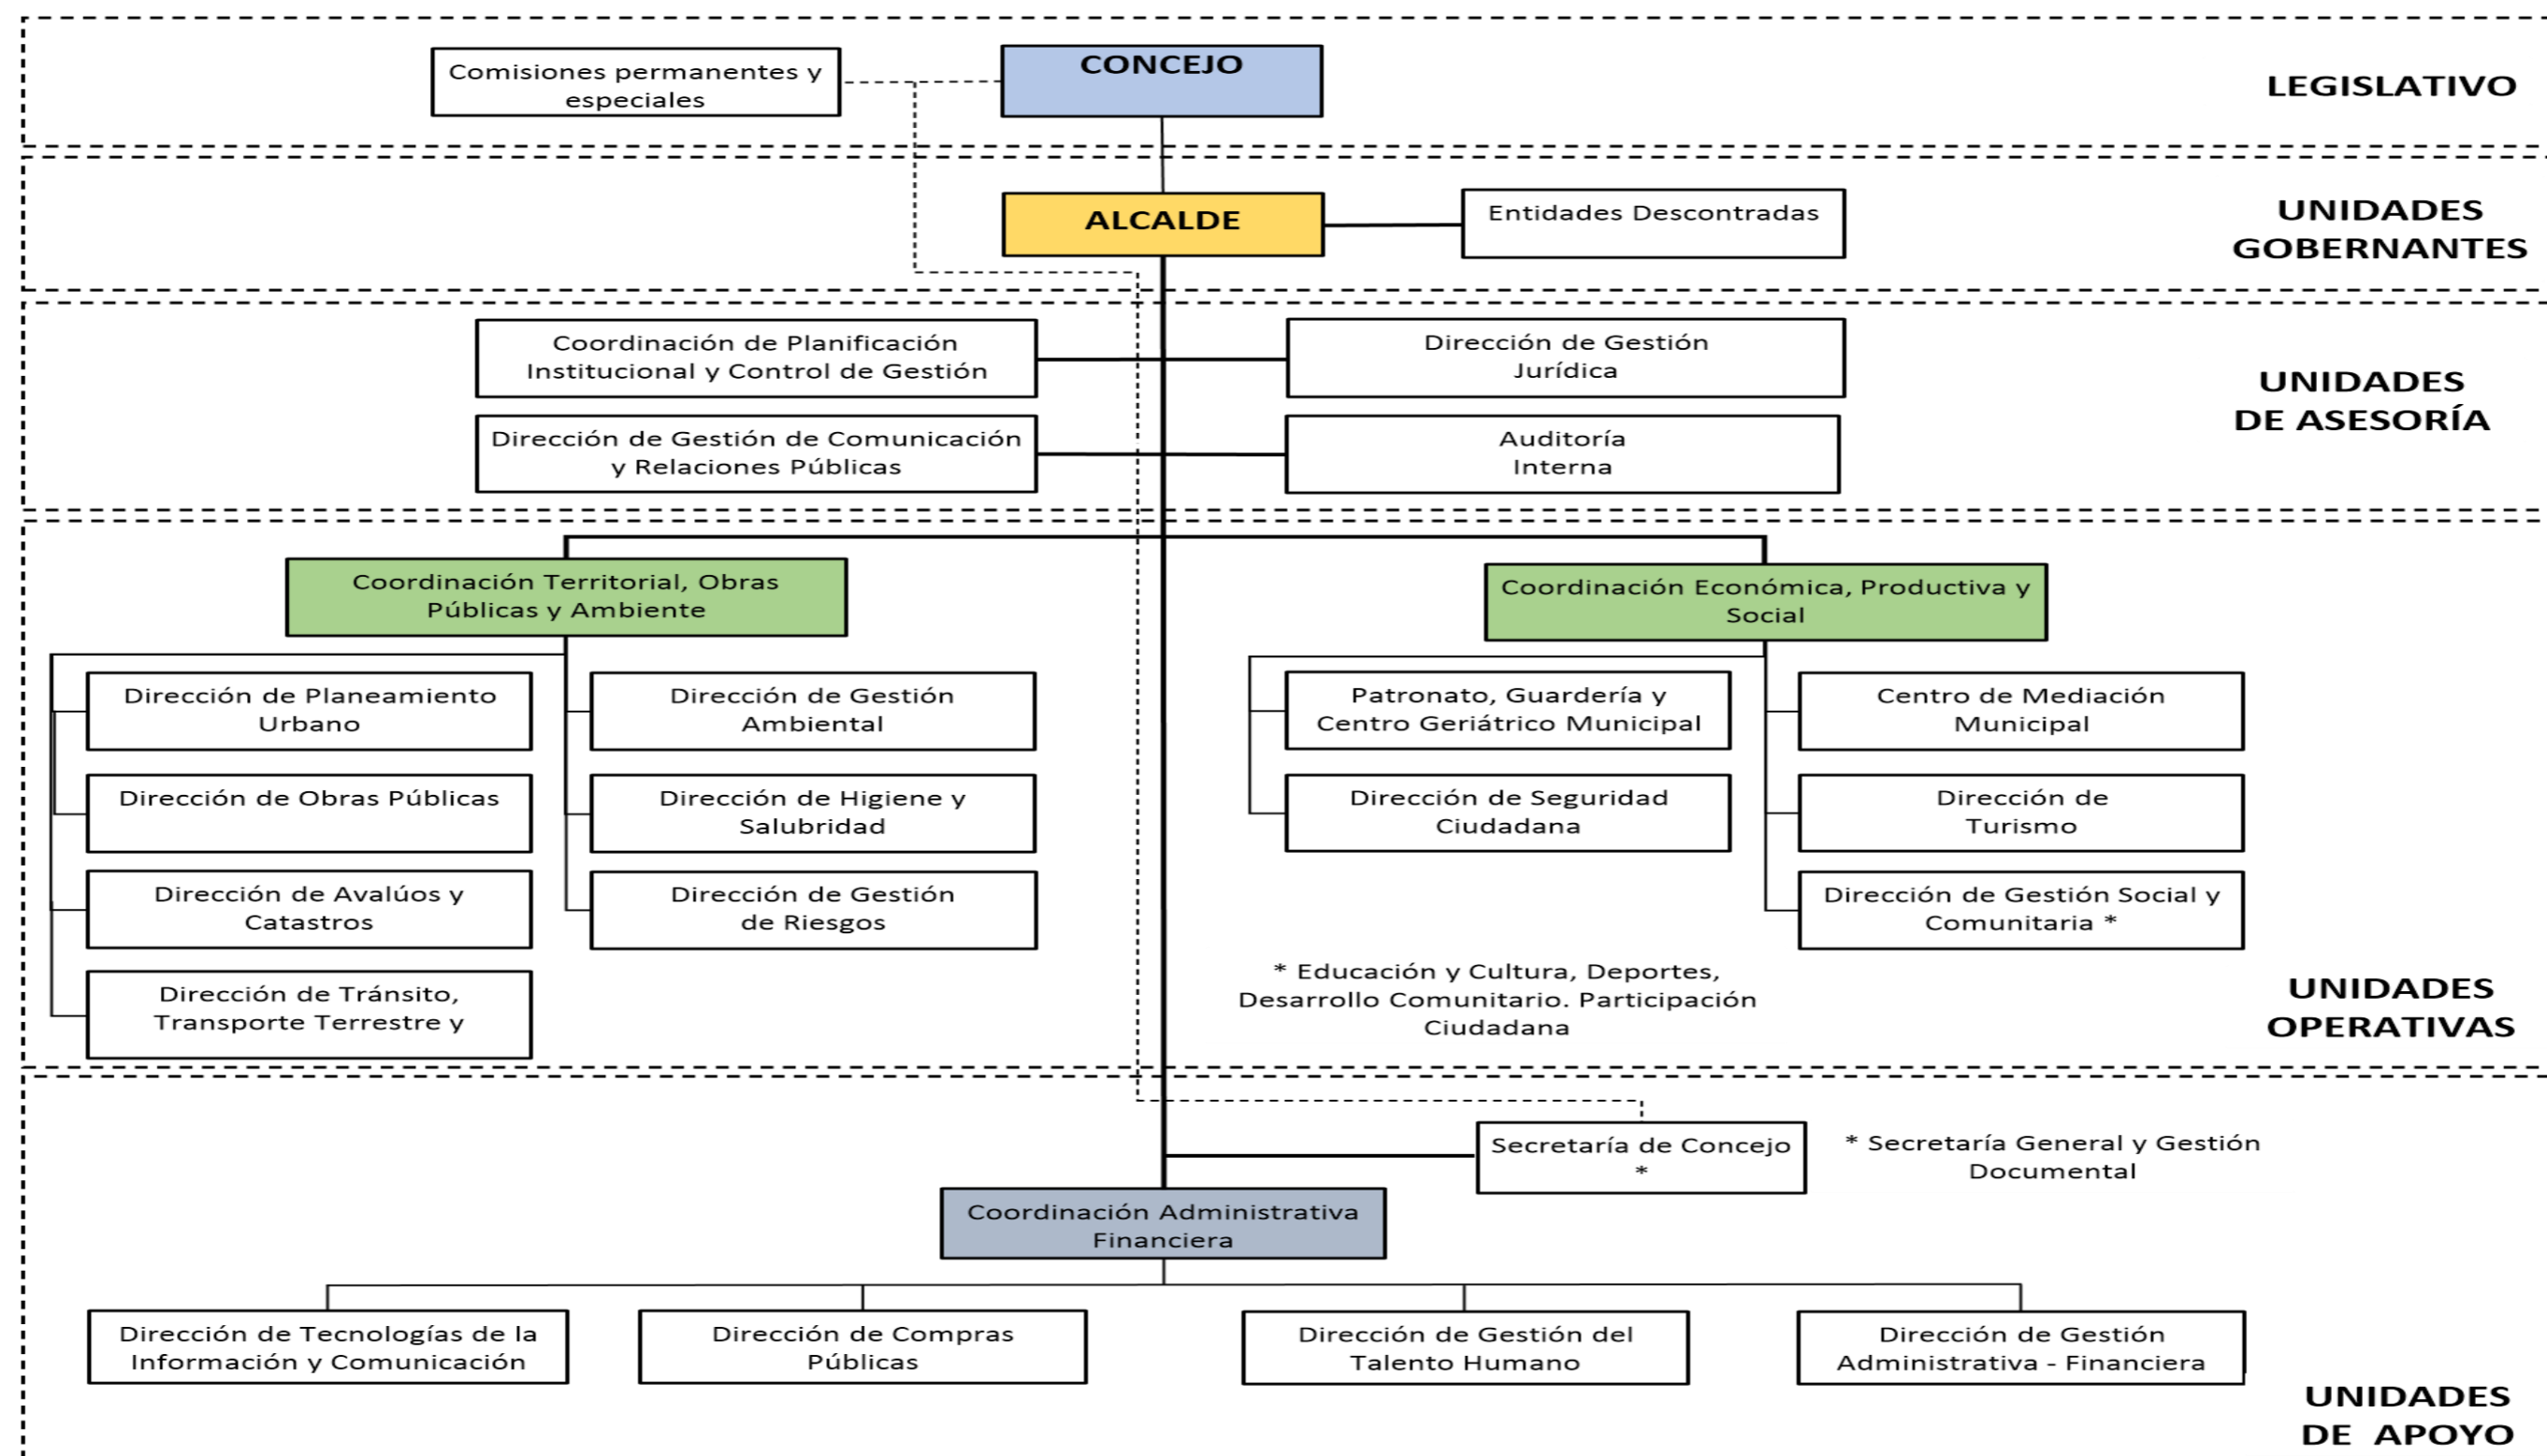 Comisiones permanentes y
especiales
CONCEJO
LEGISLATIVO
ALCALDE
Entidades Descontradas
UNIDADES
GOBERNANTES
Coordinación de Planificación
Institucional y Control de Gestión
Dirección de Gestión
Jurídica
Dirección de Gestión de Comunicación
y Relaciones Públicas
Auditoría
Interna
UNIDADES
DE ASESORÍA
Coordinación Territorial, Obras
Públicas y Ambiente
Coordinación Económica, Productiva y
Social
Dirección de Planeamiento
Urbano
Dirección de Gestión
Ambiental
Patronato, Guardería y
Centro Geriátrico Municipal
Centro de Mediación
Municipal
Dirección de Obras Públicas
Dirección de Higiene y
Salubridad
Dirección de Seguridad
Ciudadana
Dirección de
Turismo
Dirección de Avalúos y
Catastros
Dirección de Gestión
de Riesgos
Dirección de Gestión Social y
Comunitaria *
Dirección de Tránsito,
Transporte Terrestre y
* Educación y Cultura, Deportes,
Desarrollo Comunitario. Participación
Ciudadana
UNIDADES
OPERATIVAS
Secretaría de Concejo
*
* Secretaría General y Gestión
Documental
Coordinación Administrativa
Financiera
Dirección de Tecnologías de la
Información y Comunicación
Dirección de Compras
Públicas
Dirección de Gestión del
Talento Humano
Dirección de Gestión
Administrativa - Financiera
UNIDADES
DE APOYO